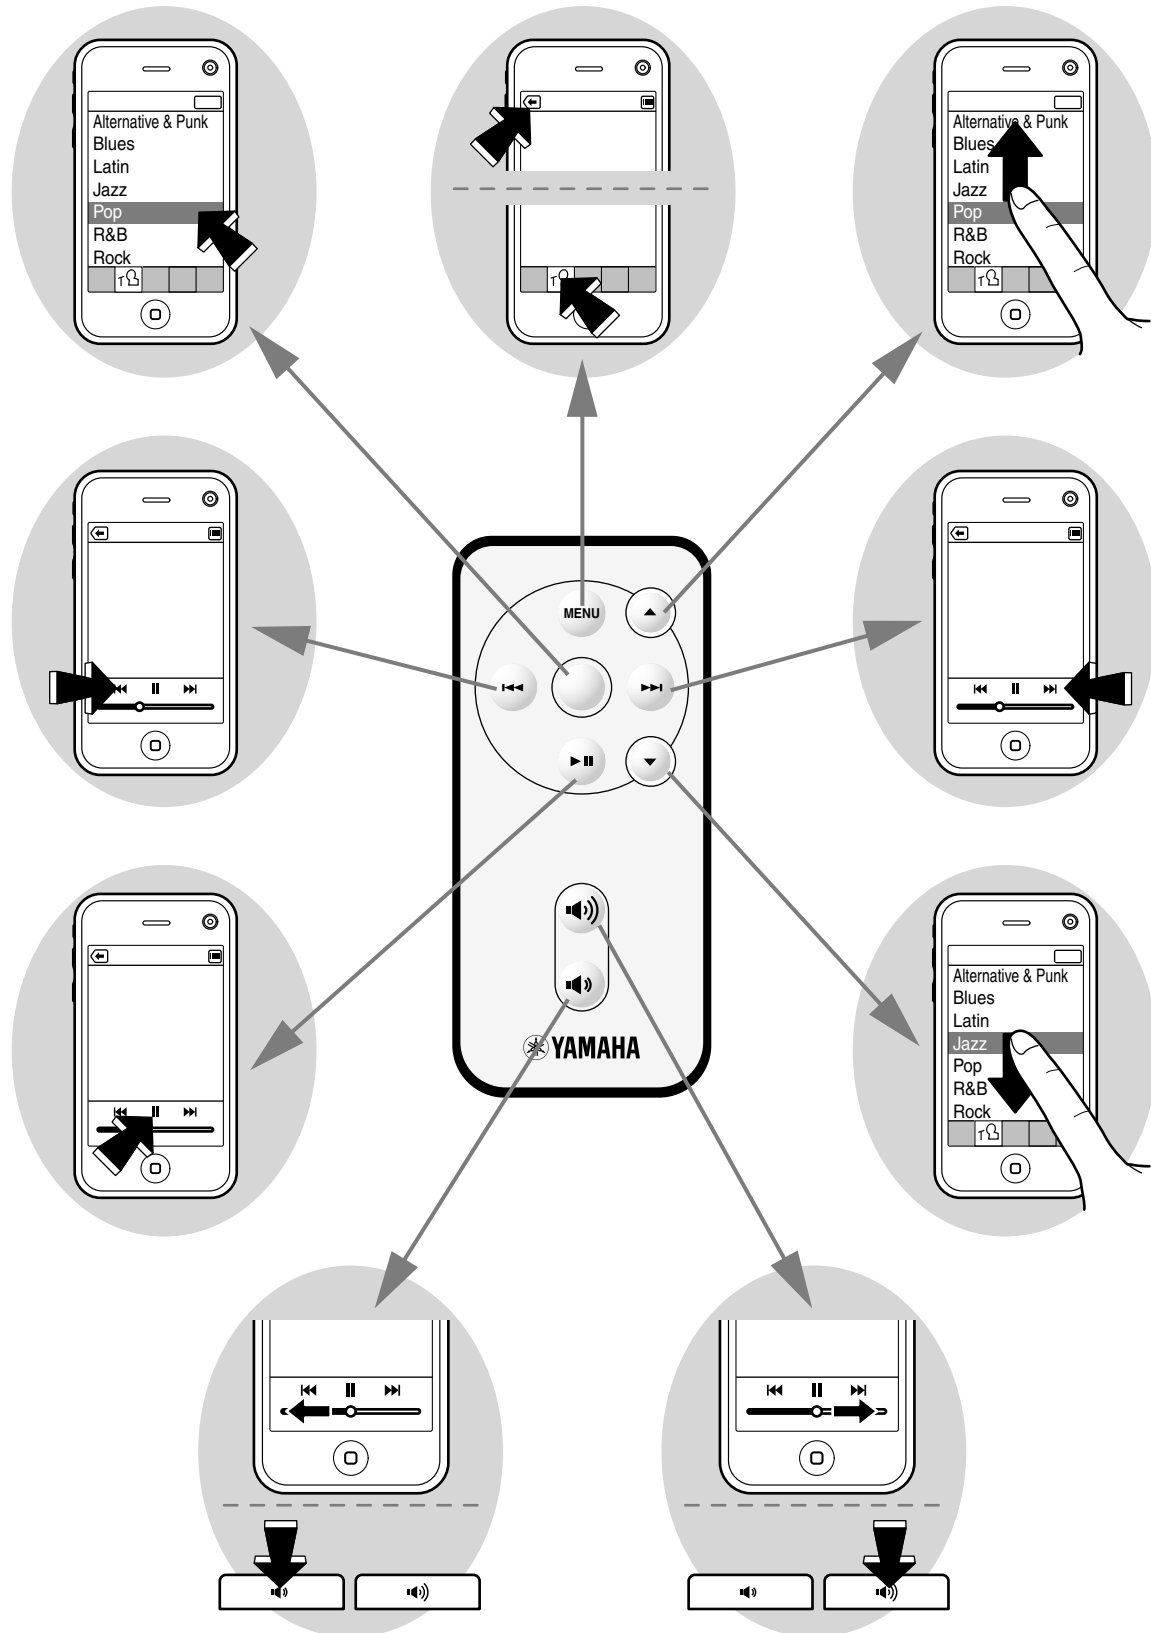 Alternative & Punk
Blues
Latin
Jazz
Pop
R&B
Rock
T
T
Alternative & Punk
Blues
Latin
Jazz
Pop
R&B
Rock
T
MENU
YAMAHA
Alternative & Punk
Blues
Latin
Jazz
Pop
R&B
Rock
T